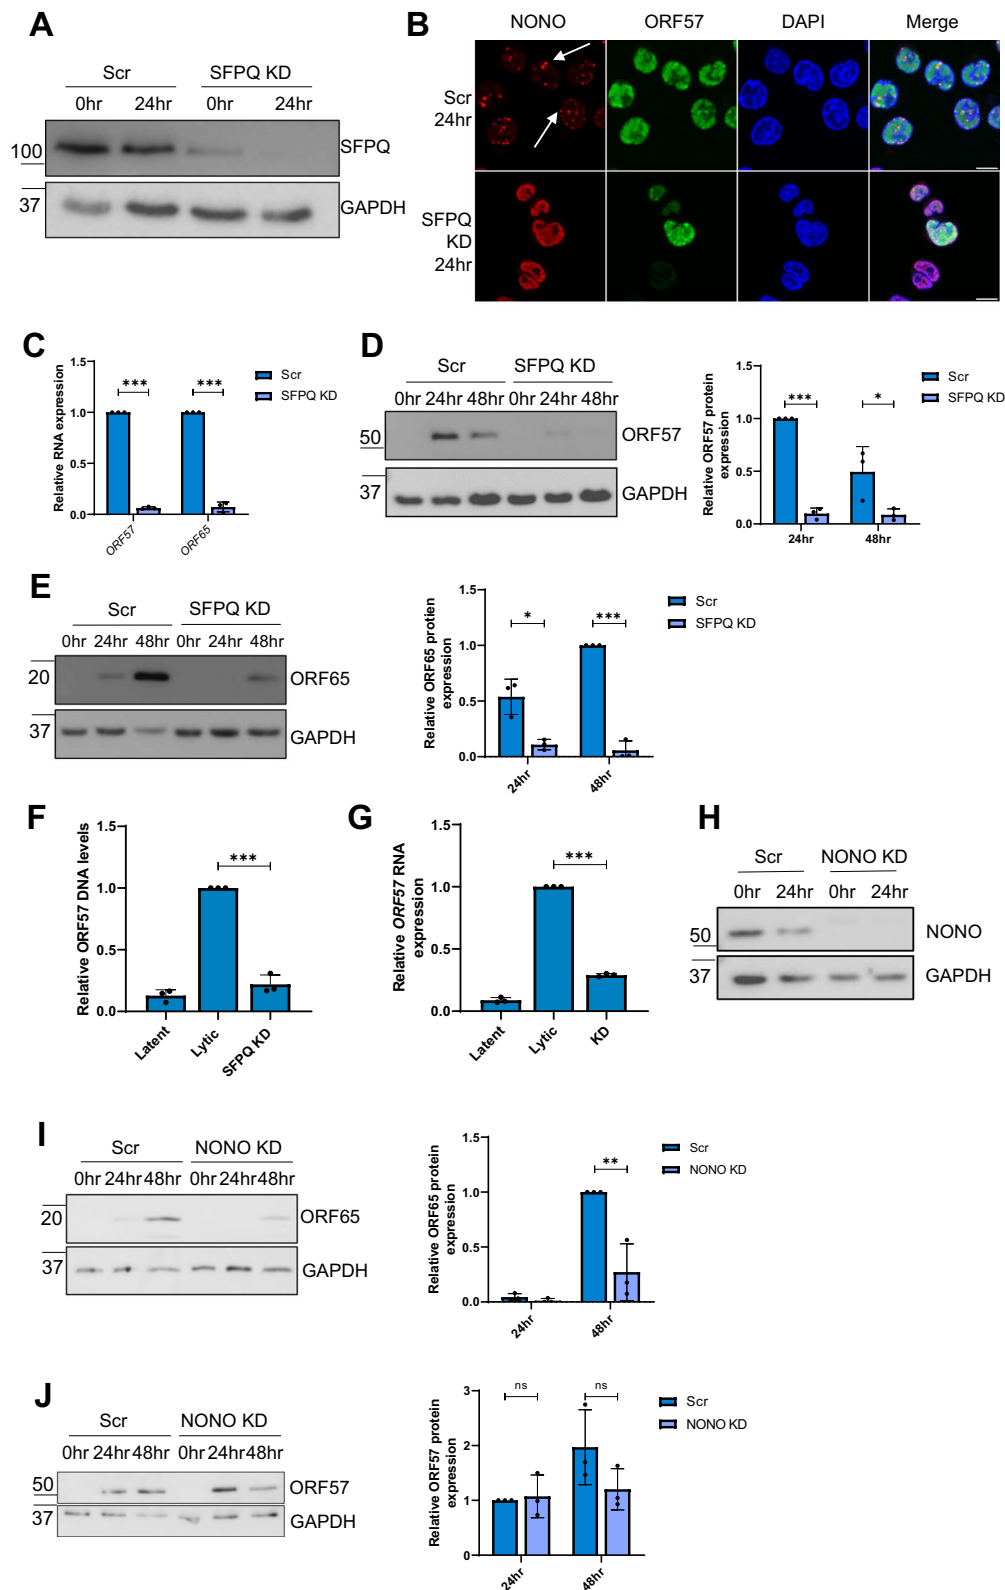 A
Scr SFPQ KD
0hr 24hr 0hr 24hr
100
SFPQ
37
GAPDH
B
NONO ORF57 DAPI Merge
Scr
24hr
SFPQ
KD
24hr
C
Relative RNA expression
1.5
1.0
0.5
0.0
*** ***
ORF57 ORF65
Scr
SFPQ KD
D
Scr SFPQ KD
0hr 24hr 48hr 0hr 24hr 48hr
50
ORF57
37
GAPDH
Relative ORF57 protein
expression
1.5
1.0
0.5
0.0
*** *
24hr 48hr
Scr
SFPQ KD
E
Scr SFPQ KD
0hr 24hr 48hr 0hr 24hr 48hr
20
ORF65
37
GAPDH
Relative ORF65 protien
expression
1.5
1.0
0.5
0.0
* ***
24hr 48hr
Scr
SFPQ KD
F
Relative ORF57 DNA levels
1.5
1.0
0.5
0.0
***
Latent Lytic SFPQ KD
G
Relative ORF57 RNA
expression
1.5
1.0
0.5
0.0
***
Latent Lytic KD
H
Scr NONO KD
0hr 24hr 0hr 24hr
50
NONO
37
GAPDH
I
Scr NONO KD
0hr 24hr 48hr 0hr 24hr 48hr
20
ORF65
37
GAPDH
Relative ORF65 protein
expression
1.5
1.0
0.5
0.0
**
24hr 48hr
Scr
NONO KD
J
Scr NONO KD
0hr 24hr 48hr 0hr 24hr 48hr
50
ORF57
37
GAPDH
Relative ORF57 protein
expression
3
2
1
0
ns ns
24hr 48hr
Scr
NONO KD